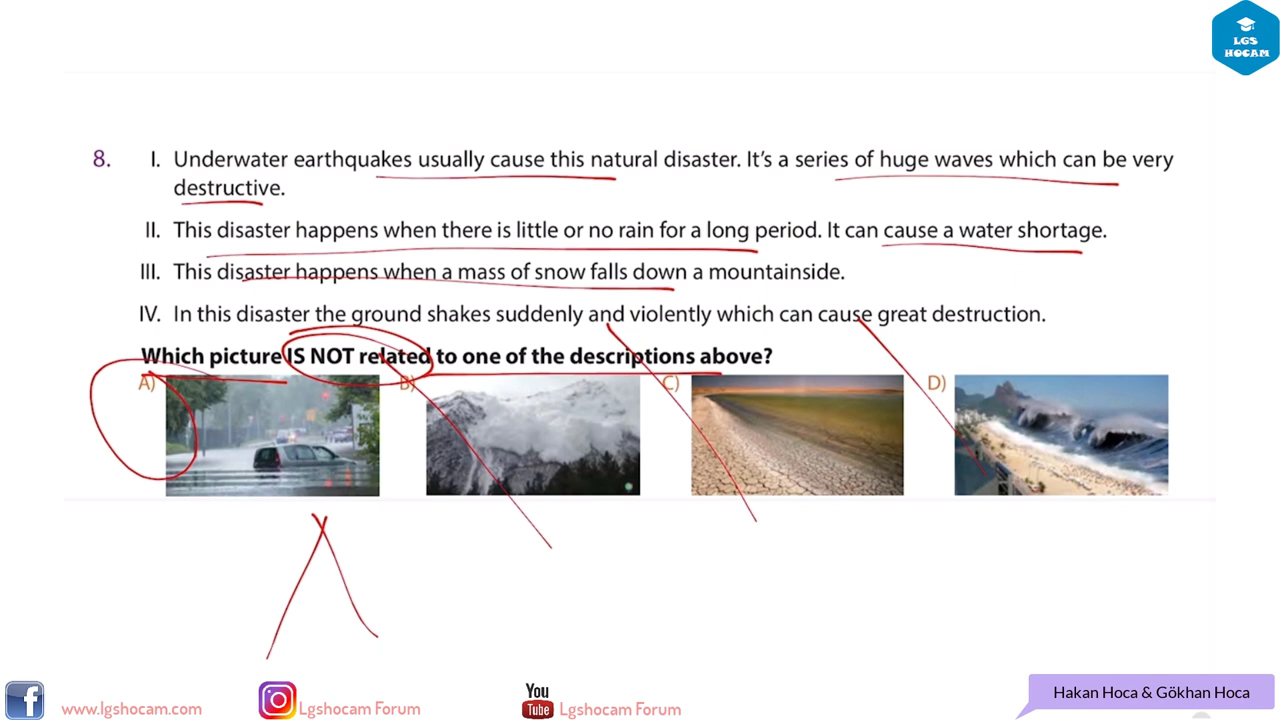 LGS
HOCAM
8. I. Underwater earthquakes usually cause this natural disaster. It's a series of huge waves which can be very
destructive.
II. This disaster happens when there is little or no rain for a long period. It can cause a water shortage.
III. This disaster happens when a mass of snow falls down a mountainside.
IV. In this disaster the ground shakes suddenly and violently which can cause great destruction.
Which picture IS NOT related to one of the descriptions above?
A) B) C) D)
www.lgshocam.com
Lgshocam Forum
You
Tube
Lgshocam Forum
Hakan Hoca & Gökhan Hoca